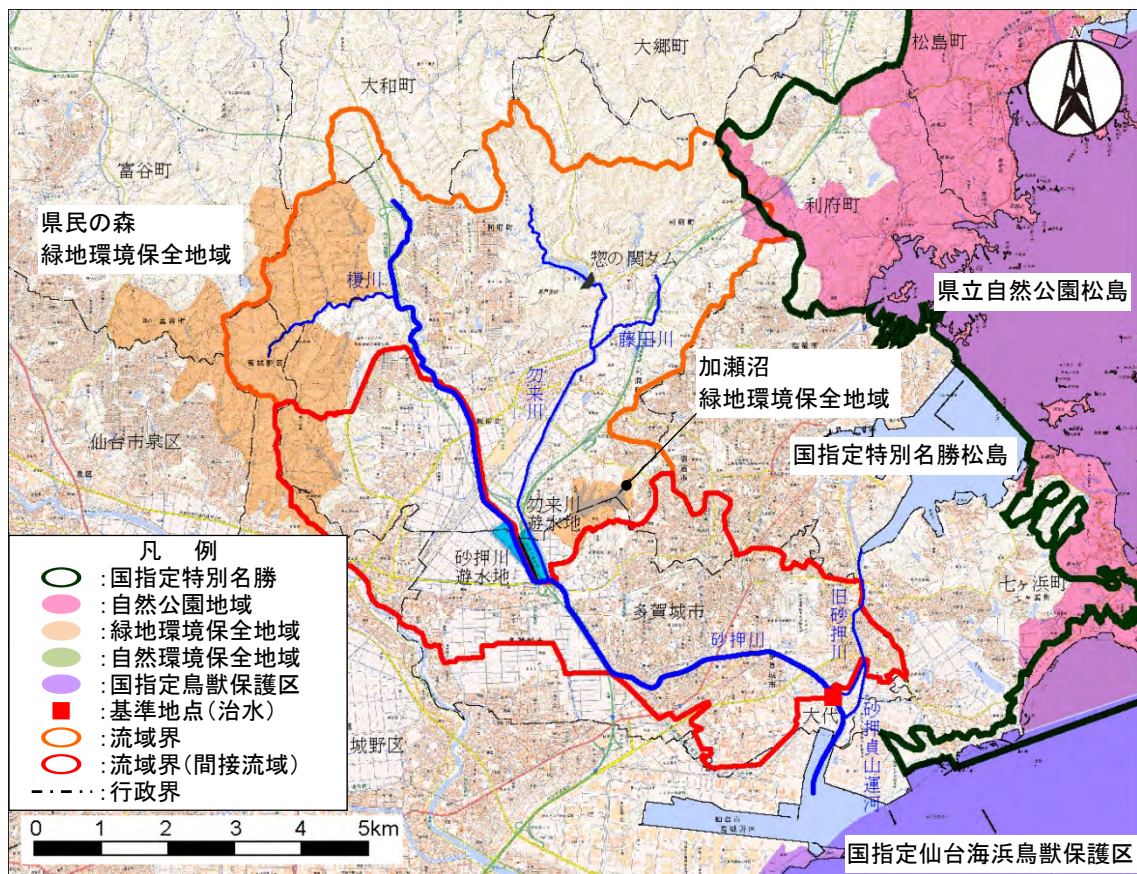 大郷町
松島町
N
大和町
富谷町
県民の森
緑地環境保全地域
利府町
利府町
利府町
惣の関ダム
榎川
県立自然公園松島
藤田川
勿来川
加瀬沼
緑地環境保全地域
仙台市泉区
国指定特別名勝松島
勿来川
遊水地
砂押川
遊水地
七ヶ浜町
多賀城市
旧砂押川
砂押川
大代
砂押貞山運河
城野区
凡 例
:国指定特別名勝
:自然公園地域
:緑地環境保全地域
:自然環境保全地域
:国指定鳥獣保護区
:基準地点(治水)
:流域界
:流域界(間接流域)
:行政界
0 1 2 3 4 5km
国指定仙台海浜鳥獣保護区